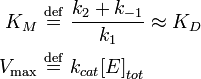 K_M \stackrel{\mathrm{def}}{=} \frac{k_2 + k_{-1}}{k_1} \approx K_D
V_{\max} \stackrel{\mathrm{def}}{=} k_{cat}[E]_{tot}